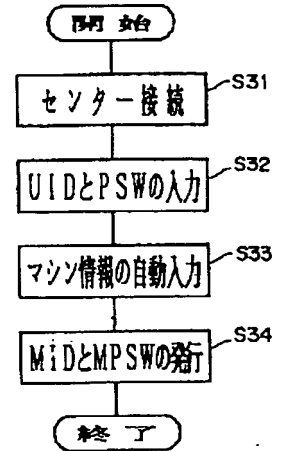 開始
センター接続
S31
UIDとPSWの入力
S32
マシン情報の自動入力
S33
MiDとMPSWの発行
S34
終了